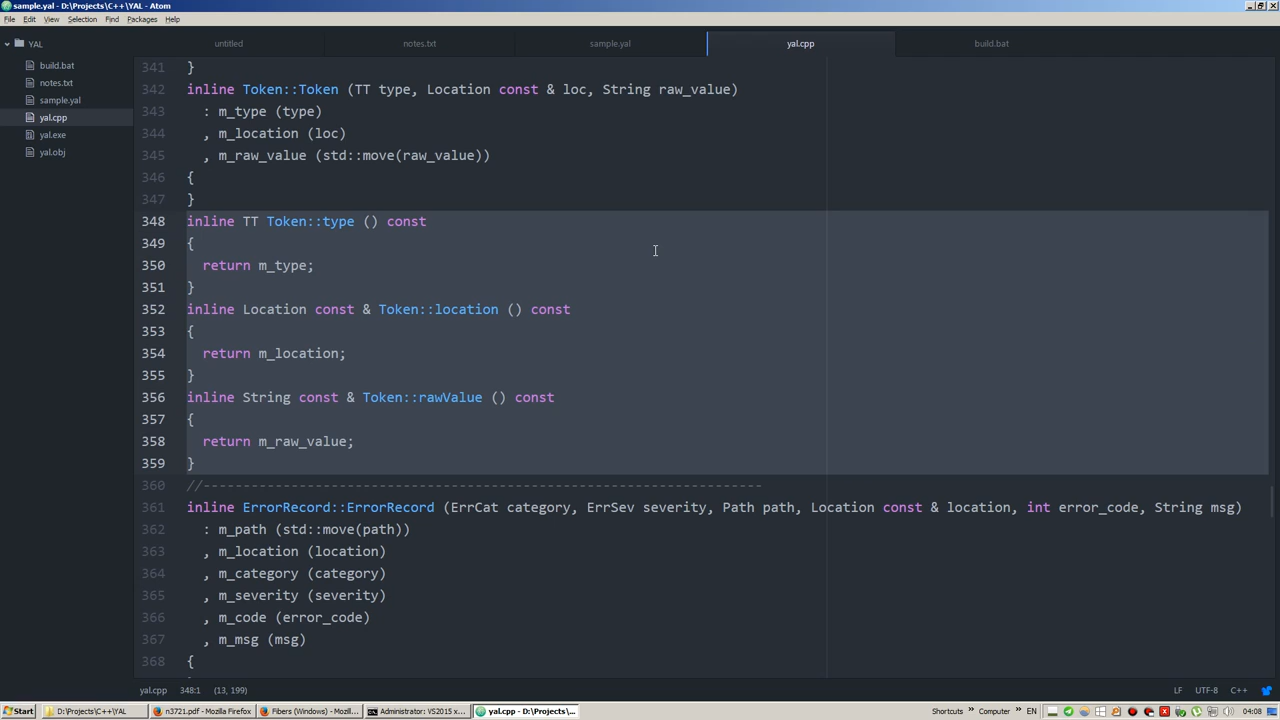 sample.yal - D:\Projects\C++\YAL - Atom
File Edit View Selection Find Packages Help
YAL
untitled
notes.txt
sample.yal
yal.cpp
build.bat
build.bat
notes.txt
sample.yal
yal.cpp
yal.exe
yal.obj
341 }
342 inline Token::Token (TT type, Location const & loc, String raw_value)
343 : m_type (type)
344 , m_location (loc)
345 , m_raw_value (std::move(raw_value))
346 {
347 }
348 inline TT Token::type () const
349 {
350 return m_type;
351 }
352 inline Location const & Token::location () const
353 {
354 return m_location;
355 }
356 inline String const & Token::rawValue () const
357 {
358 return m_raw_value;
359 }
360 //----------------------------------------------------------------------
361 inline ErrorRecord::ErrorRecord (ErrCat category, ErrSev severity, Path path, Location const & location, int error_code, String msg)
362 : m_path (std::move(path))
363 , m_location (location)
364 , m_category (category)
365 , m_severity (severity)
366 , m_code (error_code)
367 , m_msg (msg)
368 {
yal.cpp 348:1 (13, 199) LF UTF-8 C++
Start D:\Projects\C++\YAL n3721.pdf - Mozilla Firefox Fibers (Windows) - Mozill... Administrator: VS2015 x... yal.cpp - D:\Projects\... Shortcuts » Computer » EN 04:08